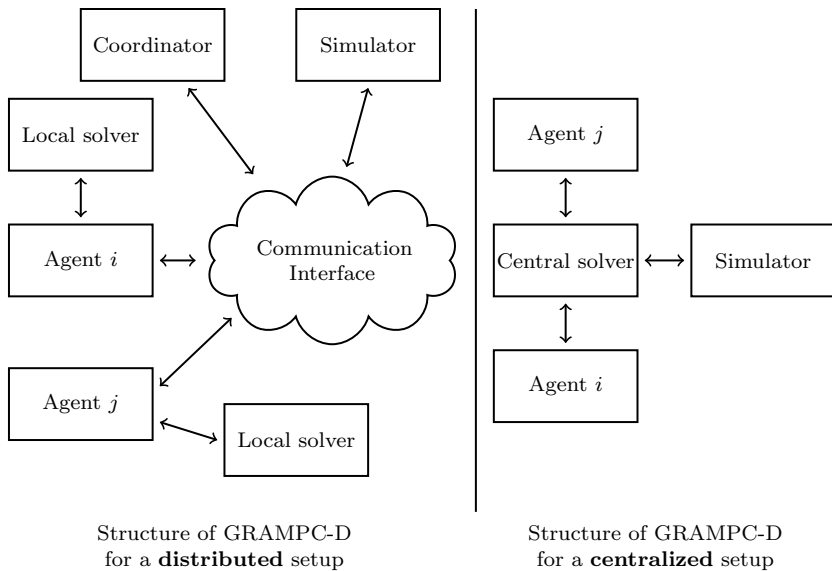 Coordinator
Simulator
Local solver
Agent i
Communication
Interface
Agent j
Local solver
Structure of GRAMPC-D
for a distributed setup
Agent j
Central solver
Simulator
Agent i
Structure of GRAMPC-D
for a centralized setup